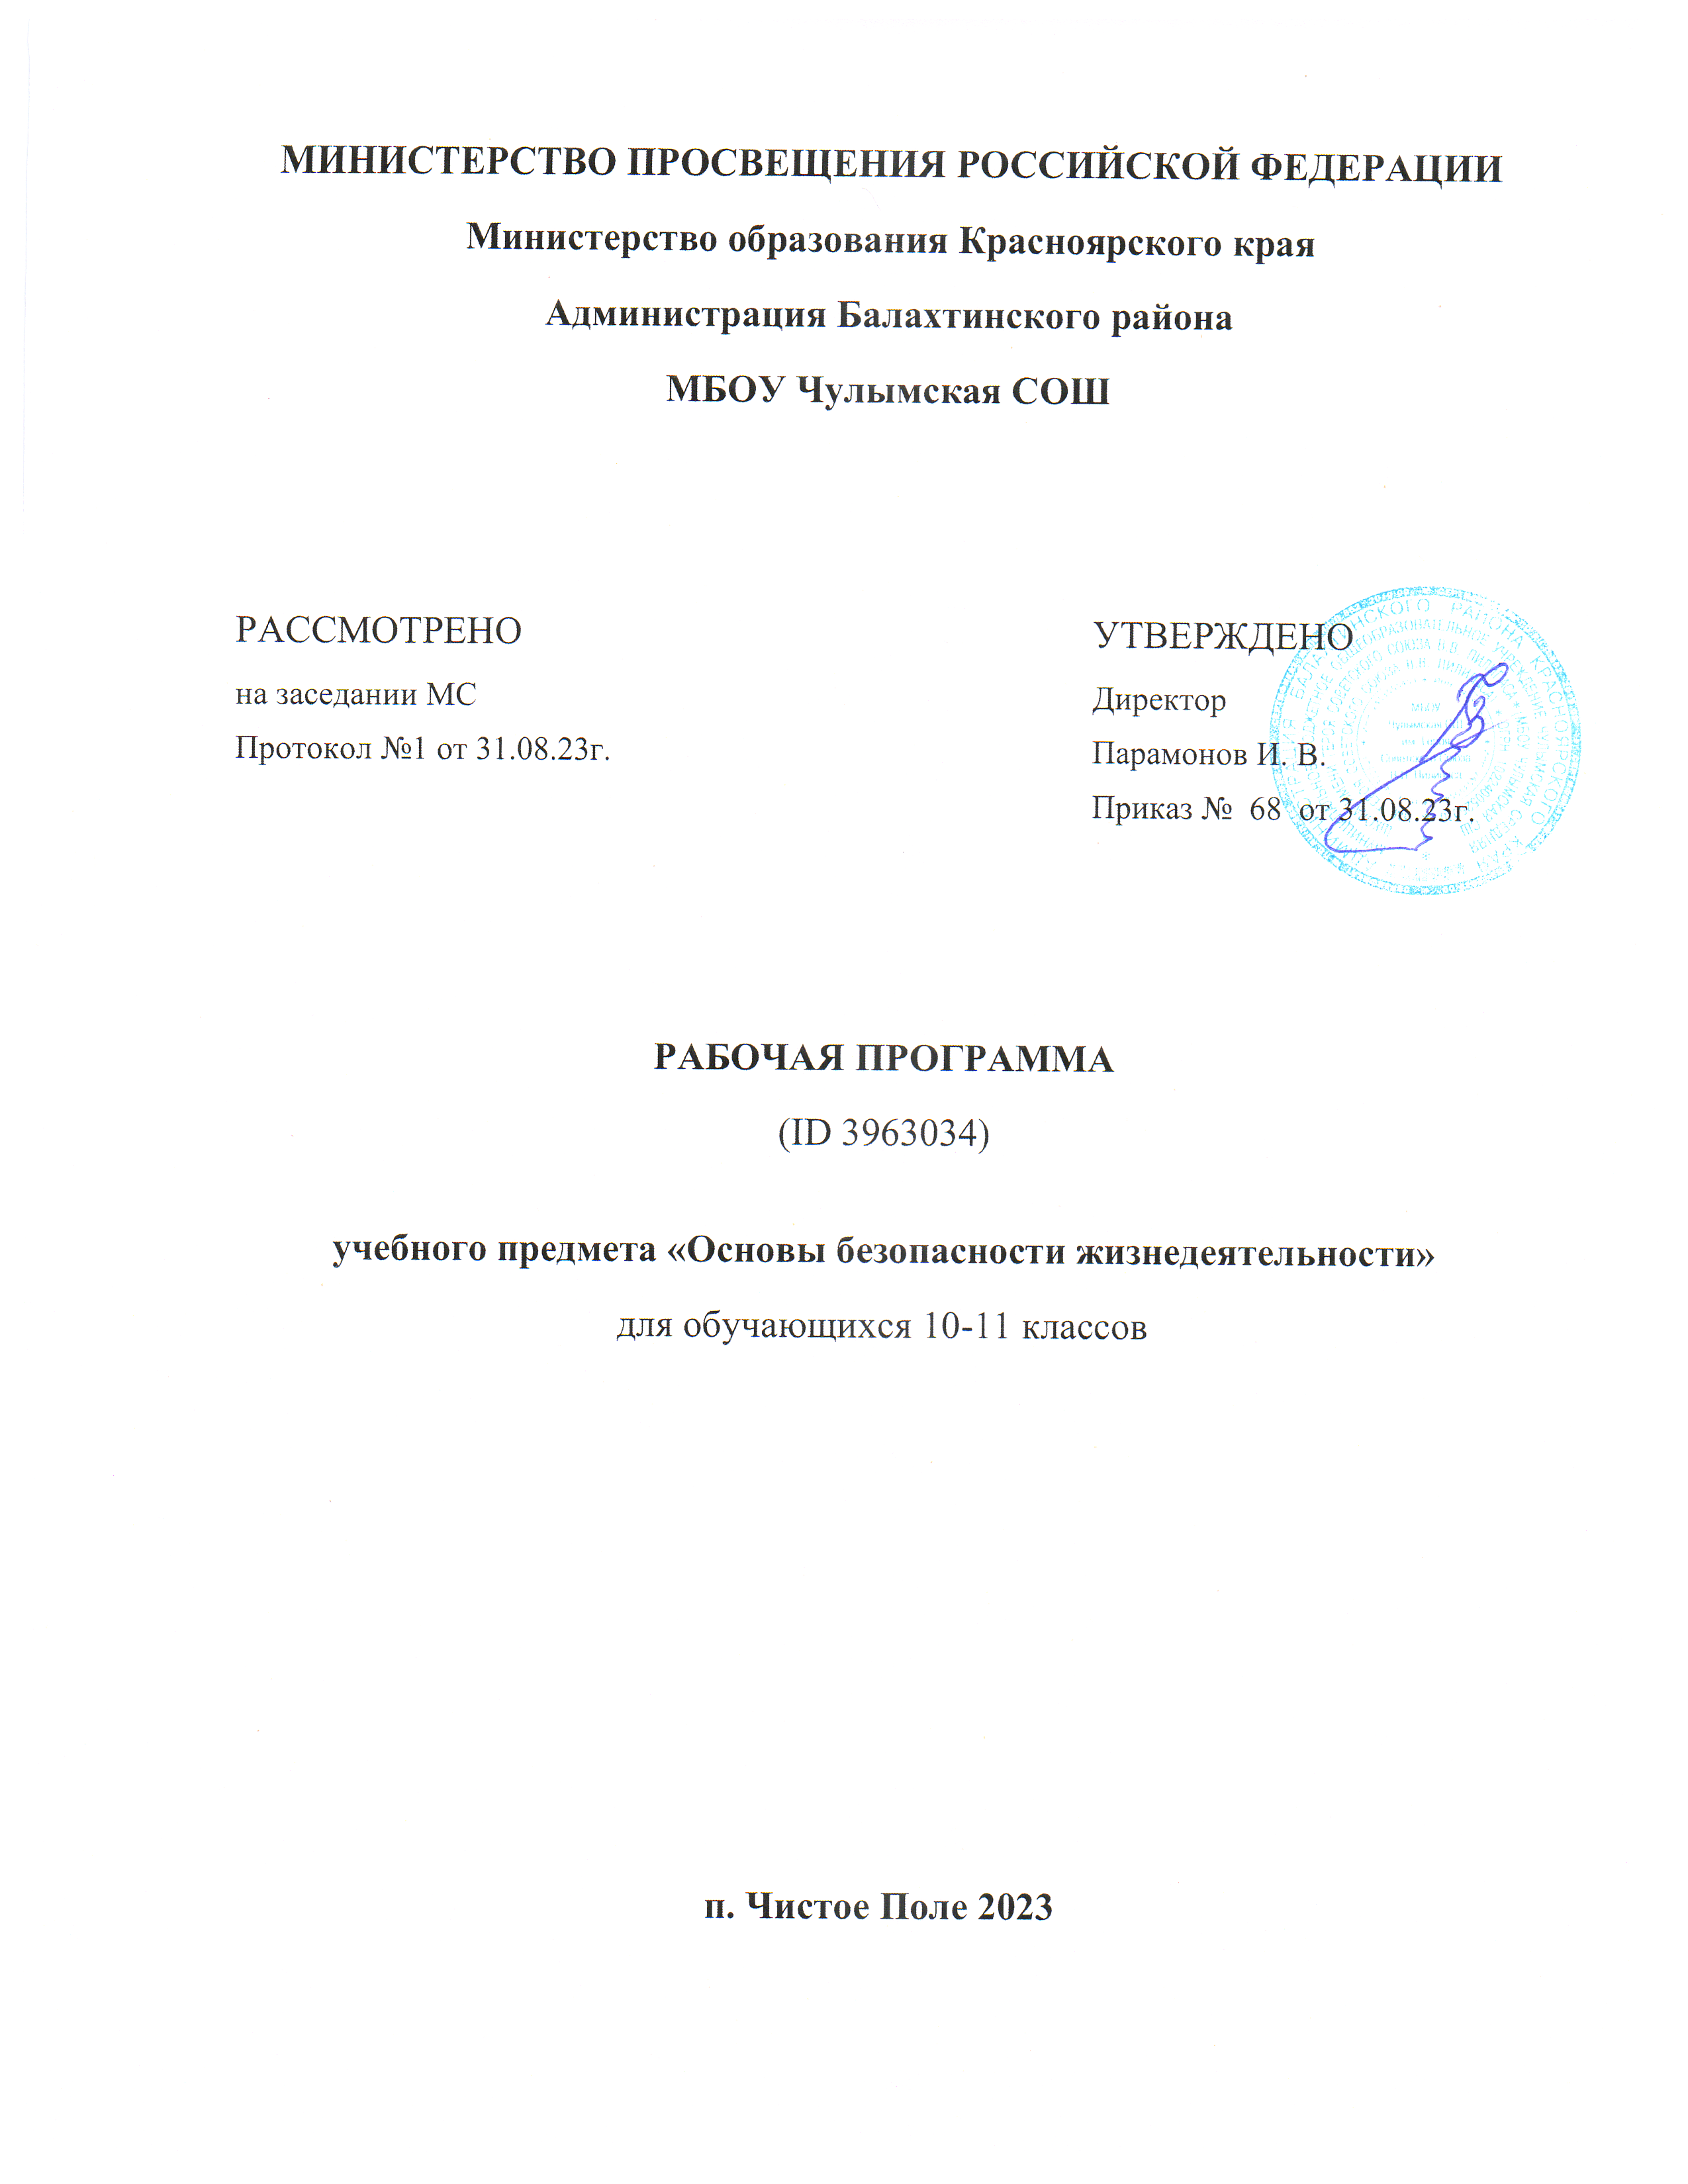 МИНИСТЕРСТВО ПРОСВЕЩЕНИЯ РОССИЙСКОЙ ФЕДЕРАЦИИ
Министерство образования Красноярского края
Администрация Балахтинского района
МБОУ Чулымская СОШ
РАССМОТРЕНО
на заседании МС
Протокол №1 от 31.08.23г.
УТВЕРЖДЕНО
Директор
Парамонов И. В.
Приказ № 68 от 31.08.23г.
РАБОЧАЯ ПРОГРАММА
(ID 3963034)
учебного предмета «Основы безопасности жизнедеятельности»
для обучающихся 10-11 классов
п. Чистое Поле 2023